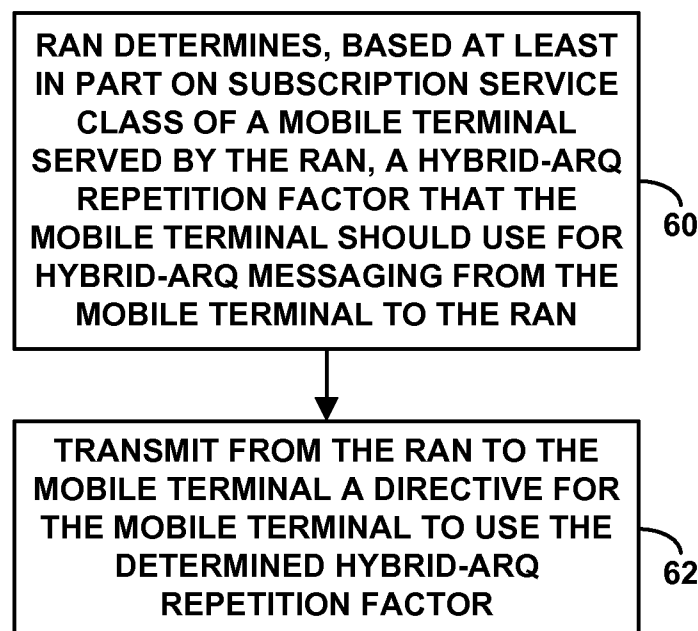 RAN DETERMINES, BASED AT LEAST
IN PART ON SUBSCRIPTION SERVICE
CLASS OF A MOBILE TERMINAL
SERVED BY THE RAN, A HYBRID-ARQ
REPETITION FACTOR THAT THE
MOBILE TERMINAL SHOULD USE FOR
HYBRID-ARQ MESSAGING FROM THE
MOBILE TERMINAL TO THE RAN
60
TRANSMIT FROM THE RAN TO THE
MOBILE TERMINAL A DIRECTIVE FOR
THE MOBILE TERMINAL TO USE THE
DETERMINED HYBRID-ARQ
REPETITION FACTOR
62